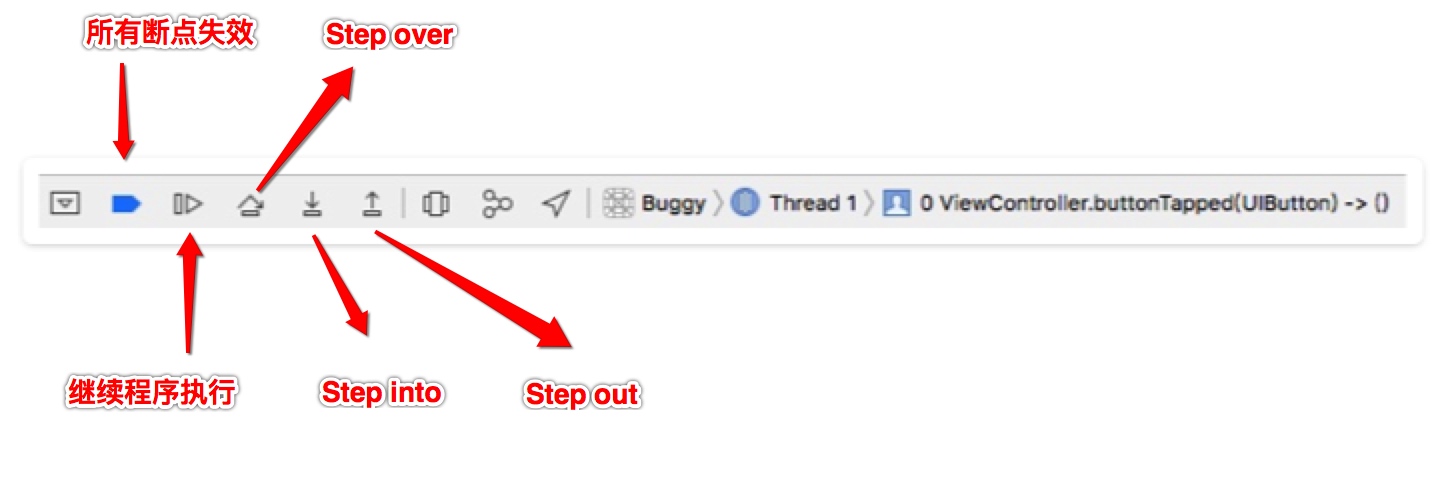 所有断点失效
Step over
Buggy
Thread 1
0 ViewController.buttonTapped(UIButton) -> ()
继续程序执行
Step into
Step out